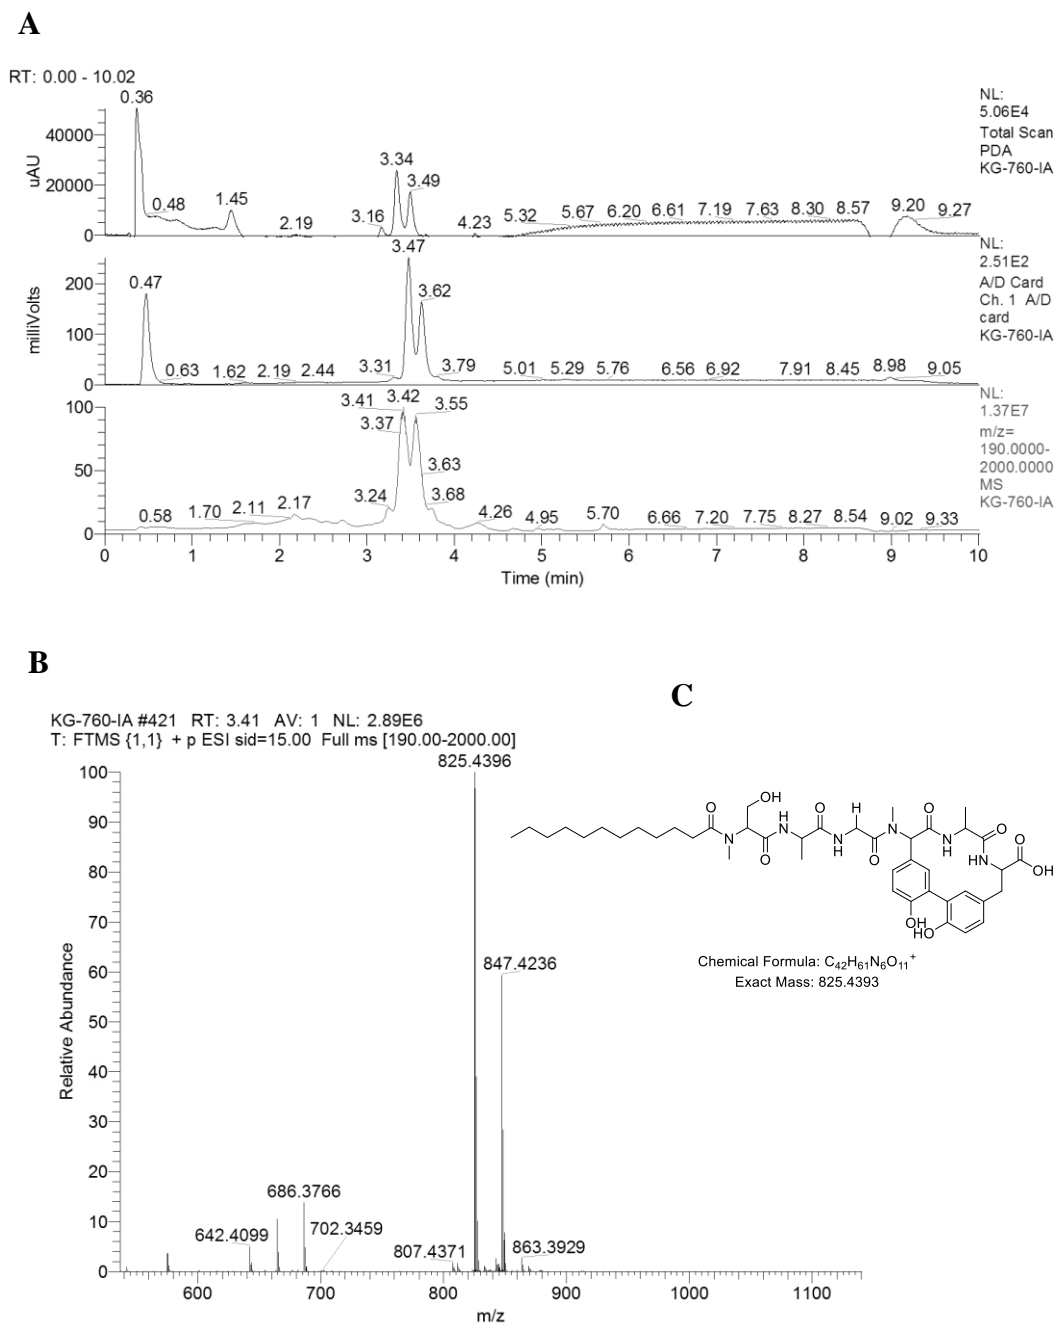 A
RT: 0.00 - 10.02
0.36
0.48
1.45
2.19
3.16
3.34
3.49
4.23
5.32
5.67
6.20
6.61
7.19
7.63
8.30
8.57
9.20
9.27
40000
20000
0
uAU
NL:
5.06E4
Total Scan
PDA
KG-760-IA
0.47
0.63
1.62
2.19
2.44
3.31
3.47
3.62
3.79
5.01
5.29
5.76
6.56
6.92
7.91
8.45
8.98
9.05
200
100
0
milliVolts
NL:
2.51E2
A/D Card
Ch. 1 A/D
card
KG-760-IA
0.58
1.70
2.11
2.17
3.24
3.37
3.41
3.42
3.55
3.63
3.68
4.26
4.95
5.70
6.66
7.20
7.75
8.27
8.54
9.02
9.33
100
50
0
NL:
1.37E7
m/z=
190.0000-
2000.0000
MS
KG-760-IA
0 1 2 3 4 5 6 7 8 9 10
Time (min)
B
KG-760-IA #421 RT: 3.41 AV: 1 NL: 2.89E6
T: FTMS {1,1} + p ESI sid=15.00 Full ms [190.00-2000.00]
825.4396
847.4236
686.3766
702.3459
642.4099
807.4371
863.3929
100
90
80
70
60
50
40
30
20
10
0
Relative Abundance
600 700 800 900 1000 1100
m/z
C
O
OH
H
N
O
H
N
O
H
N
O
O
N
O
N
H
O
N
O
HN
O
OH
OH
HO
Chemical Formula: C₄₂H₆₁N₆O₁₁⁺
Exact Mass: 825.4393